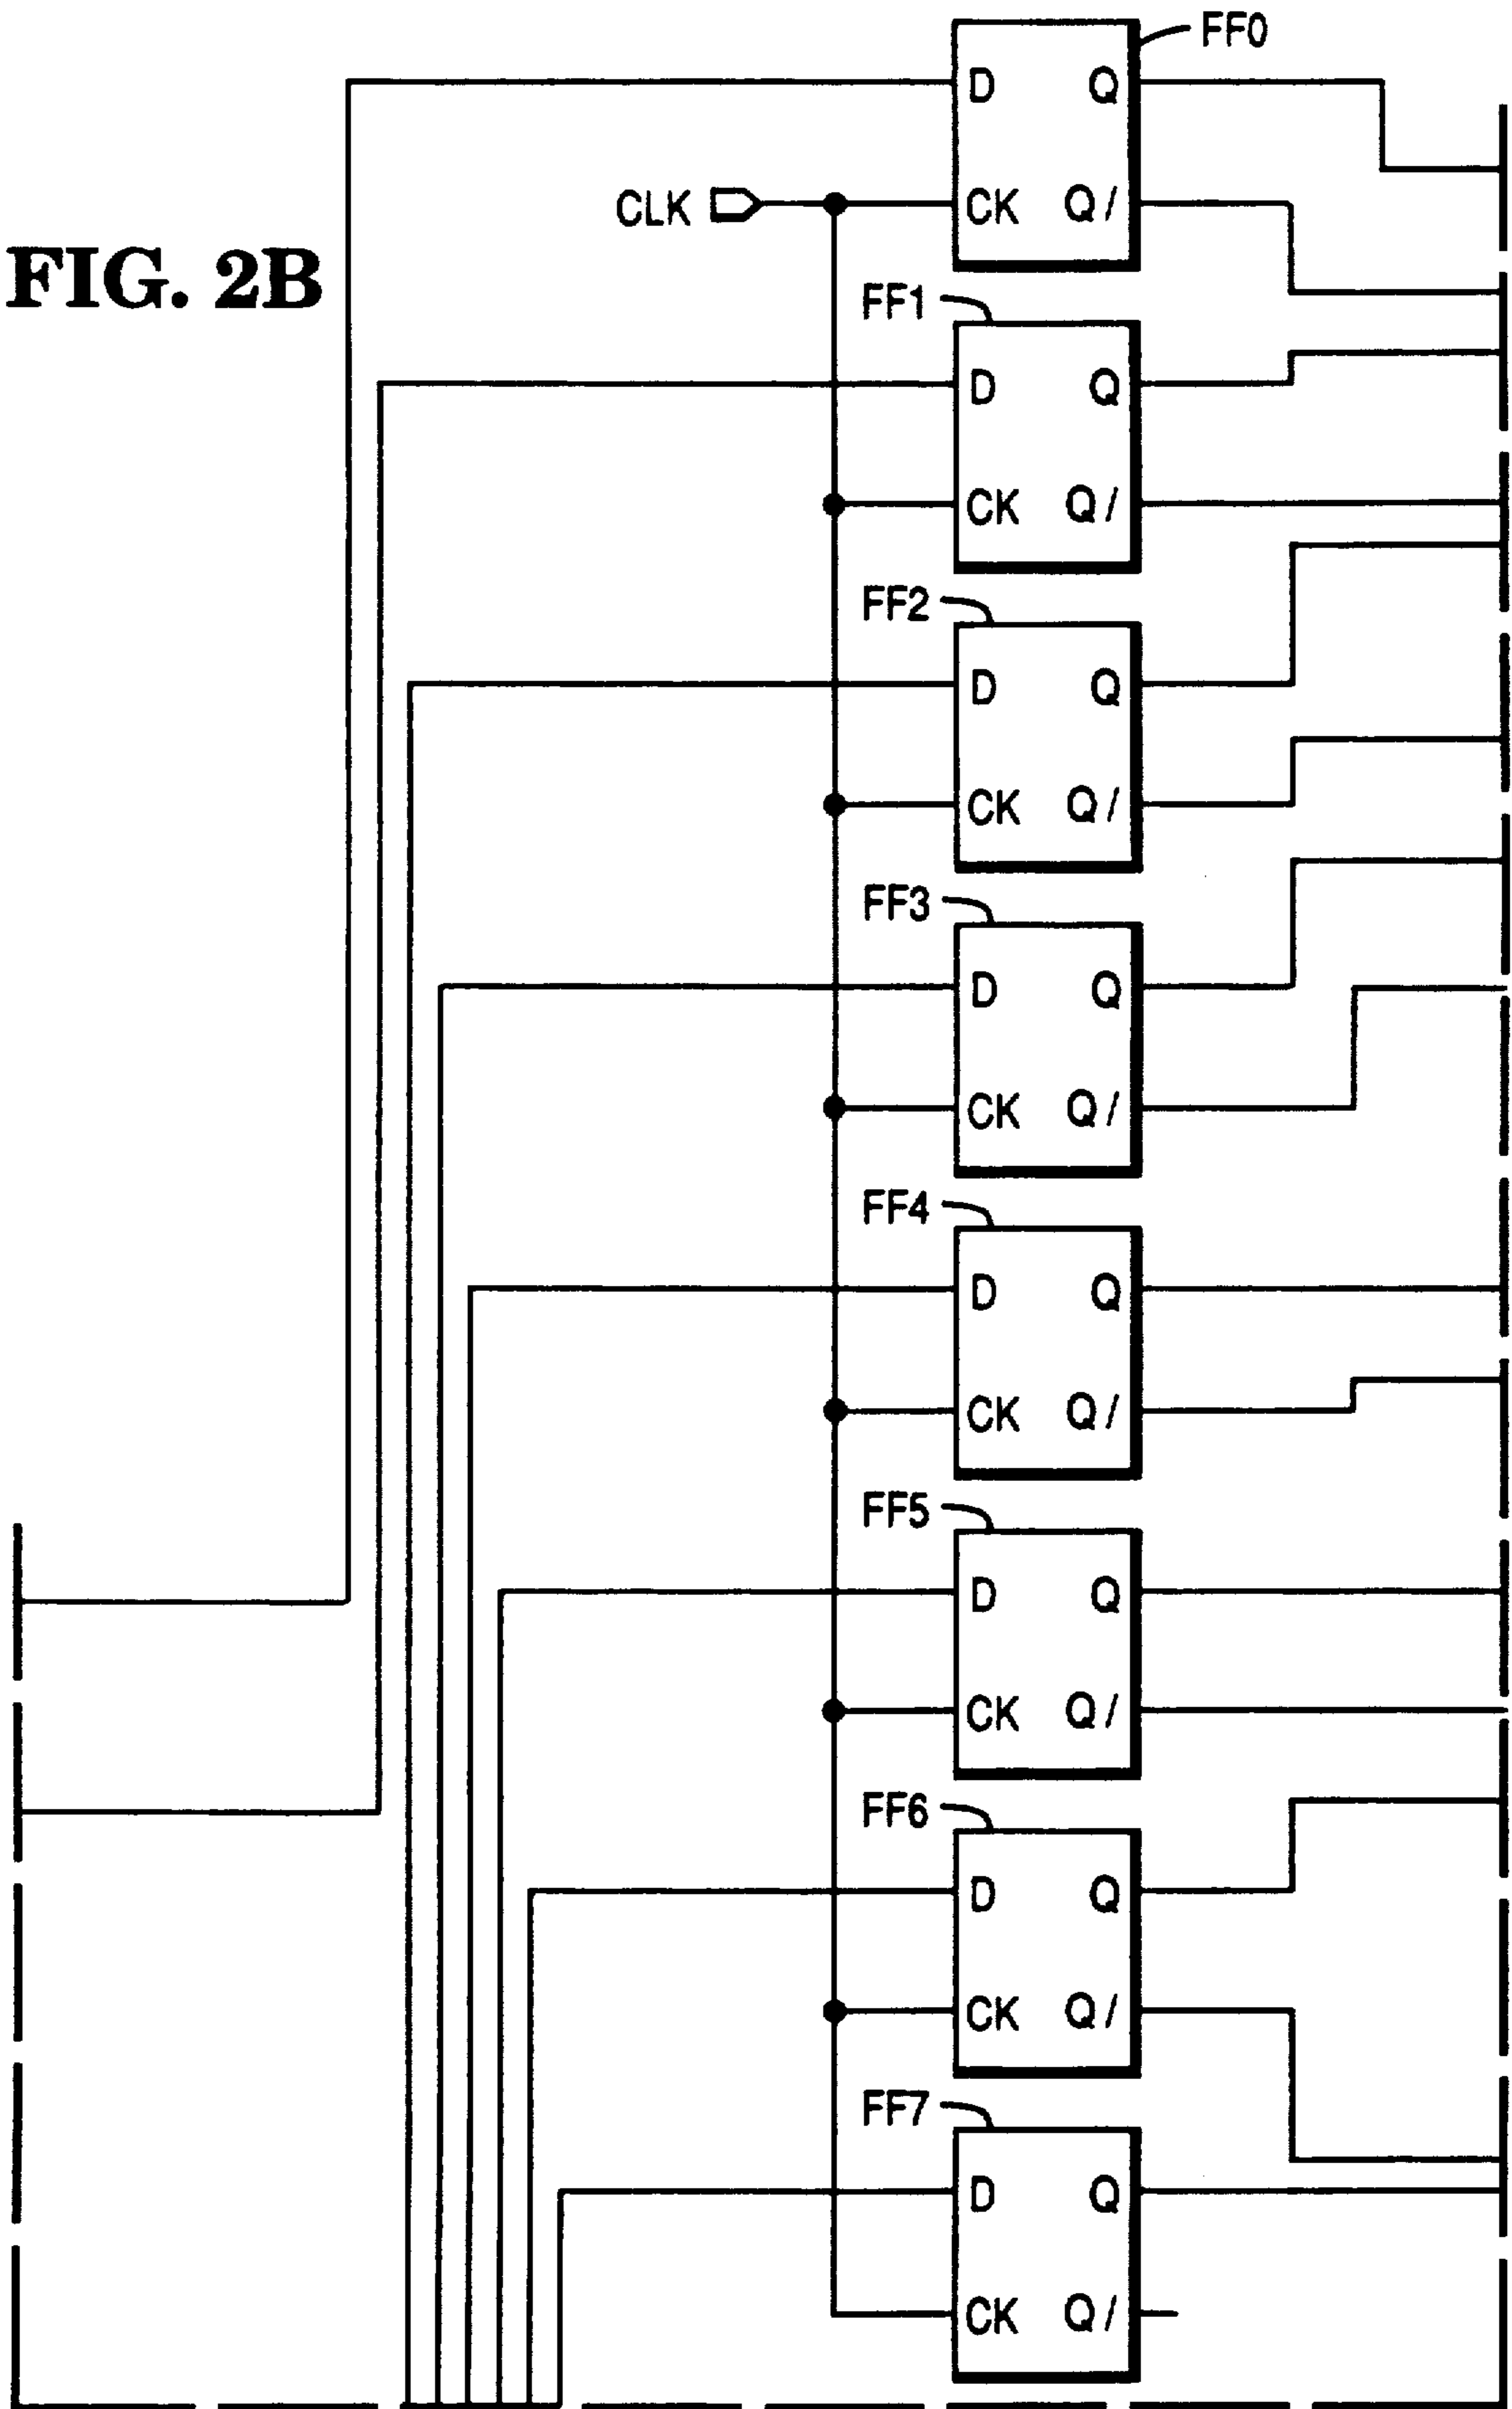 FF0
D Q
CLK CK Q/
FIG. 2B
FF1
D Q
CK Q/
FF2
D Q
CK Q/
FF3
D Q
CK Q/
FF4
D Q
CK Q/
FF5
D Q
CK Q/
FF6
D Q
CK Q/
FF7
D Q
CK Q/